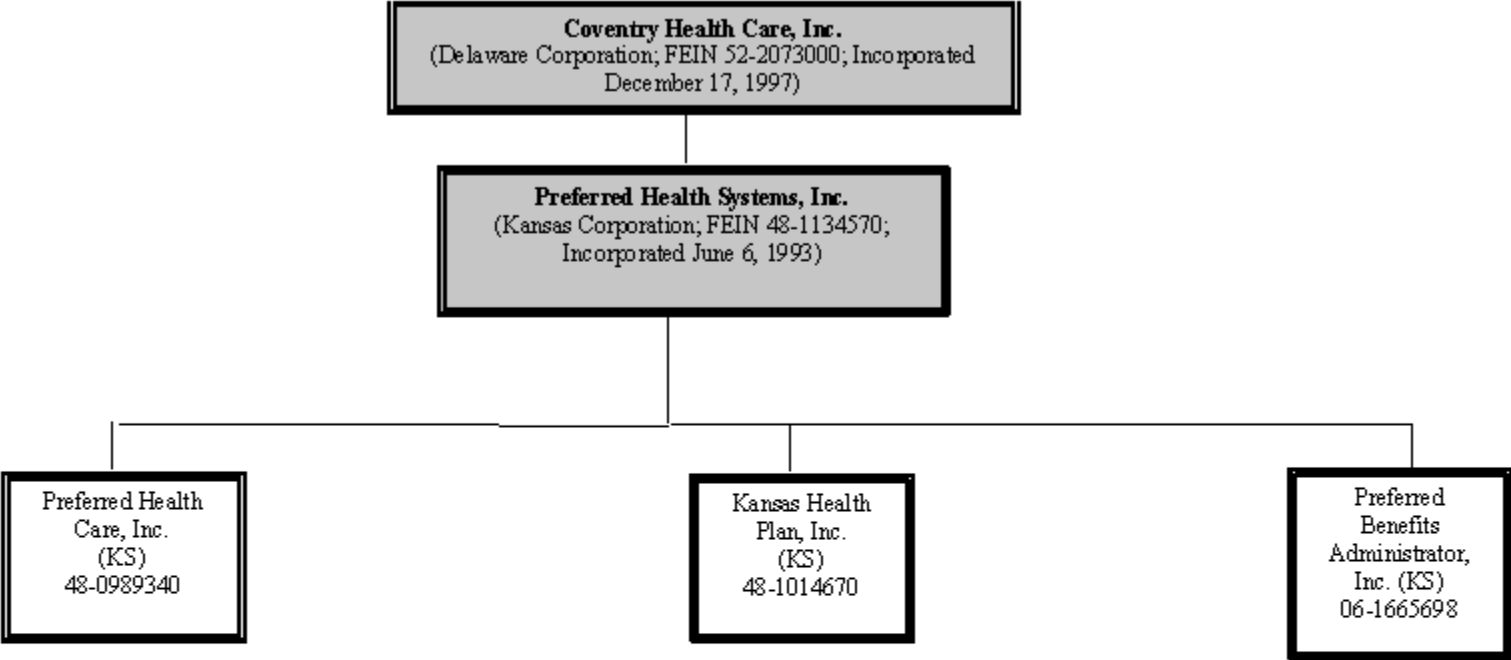 Coventry Health Care, Inc.
(Delaware Corporation; FEIN 52-2073000; Incorporated
December 17, 1997)
Preferred Health Systems, Inc.
(Kansas Corporation; FEIN 48-1134570;
Incorporated June 6, 1993)
Preferred Health
Care, Inc.
(KS)
48-0989340
Kansas Health
Plan, Inc.
(KS)
48-1014670
Preferred
Benefits
Administrator,
Inc. (KS)
06-1665698